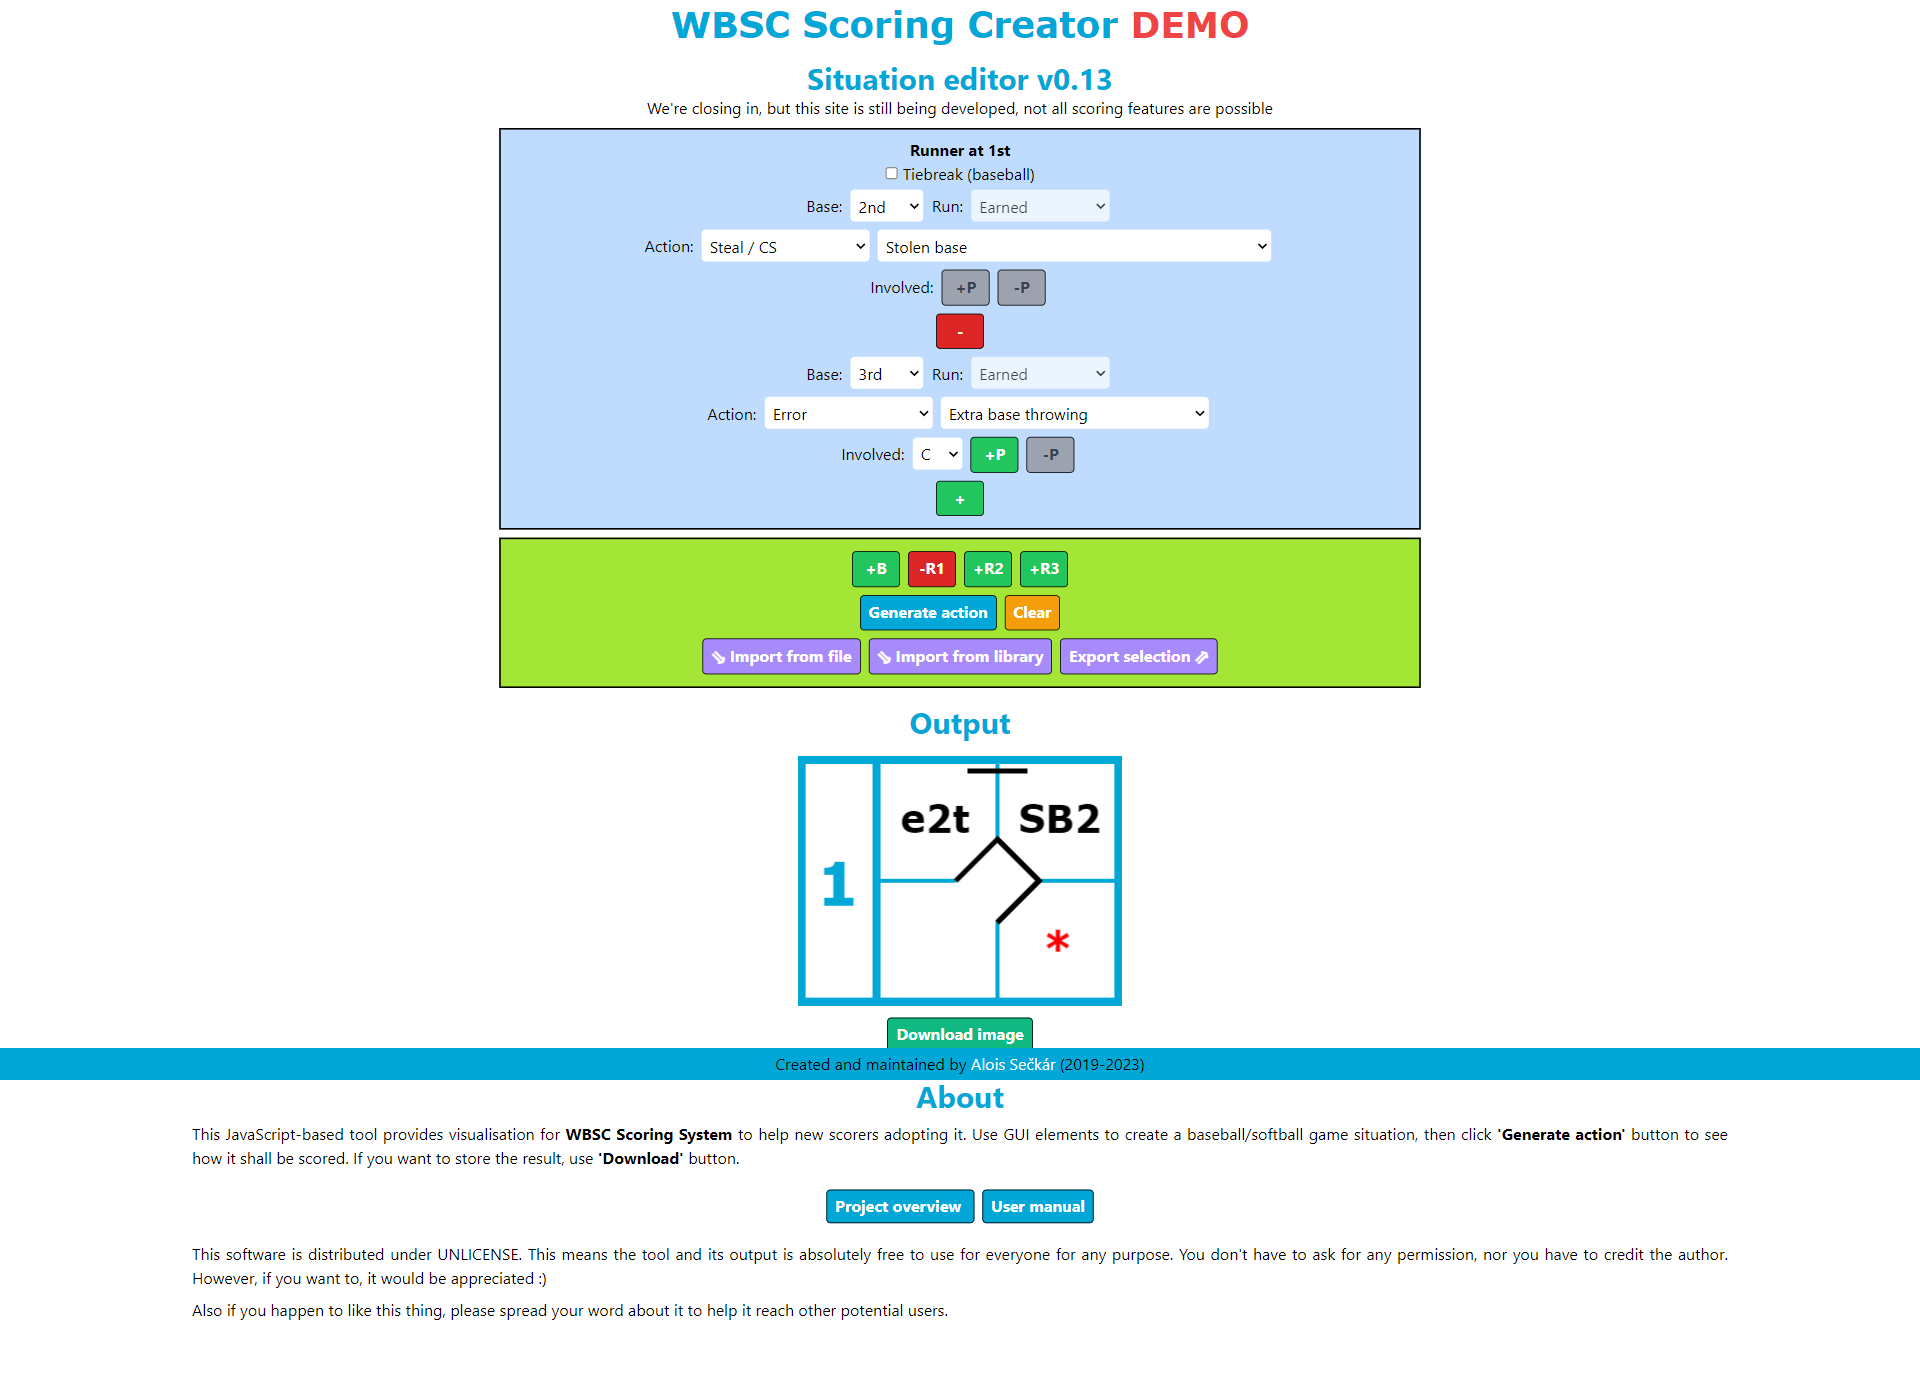 WBSC Scoring Creator DEMO
Situation editor v0.13
We're closing in, but this site is still being developed, not all scoring features are possible
Runner at 1st
Tiebreak (baseball)
Base: 2nd Run: Earned
Action: Steal / CS Stolen base
Involved: +P -P
-
Base: 3rd Run: Earned
Action: Error Extra base throwing
Involved: C +P -P
+
+B -R1 +R2 +R3
Generate action Clear
⇘ Import from file ⇘ Import from library Export selection ⇗
Output
e2t SB2
1
*
Download image
Created and maintained by Alois Sečkár (2019-2023)
About
This JavaScript-based tool provides visualisation for WBSC Scoring System to help new scorers adopting it. Use GUI elements to create a baseball/softball game situation, then click 'Generate action' button to see
how it shall be scored. If you want to store the result, use 'Download' button.
Project overview User manual
This software is distributed under UNLICENSE. This means the tool and its output is absolutely free to use for everyone for any purpose. You don't have to ask for any permission, nor you have to credit the author.
However, if you want to, it would be appreciated :)
Also if you happen to like this thing, please spread your word about it to help it reach other potential users.